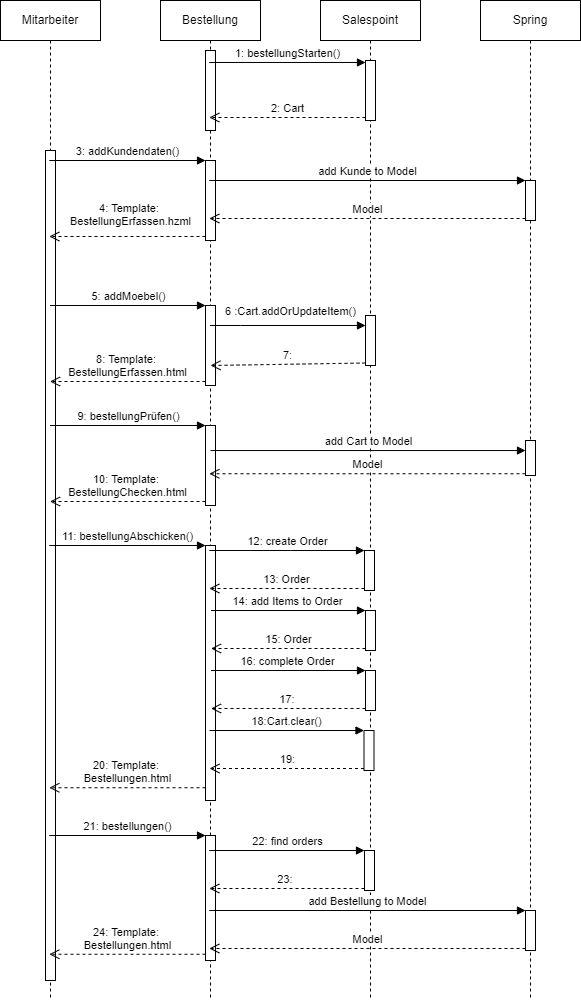 Mitarbeiter
Bestellung
Salespoint
Spring
1: bestellungStarten()
2: Cart
3: addKundendaten()
add Kunde to Model
4: Template:
BestellungErfassen.hzml
Model
5: addMoebel()
6 :Cart.addOrUpdateItem()
7:
8: Template:
BestellungErfassen.html
9: bestellungPrüfen()
add Cart to Model
Model
10: Template:
BestellungChecken.html
11: bestellungAbschicken()
12: create Order
13: Order
14: add Items to Order
15: Order
16: complete Order
17:
18:Cart.clear()
19:
20: Template:
Bestellungen.html
21: bestellungen()
22: find orders
23:
add Bestellung to Model
24: Template:
Bestellungen.html
Model